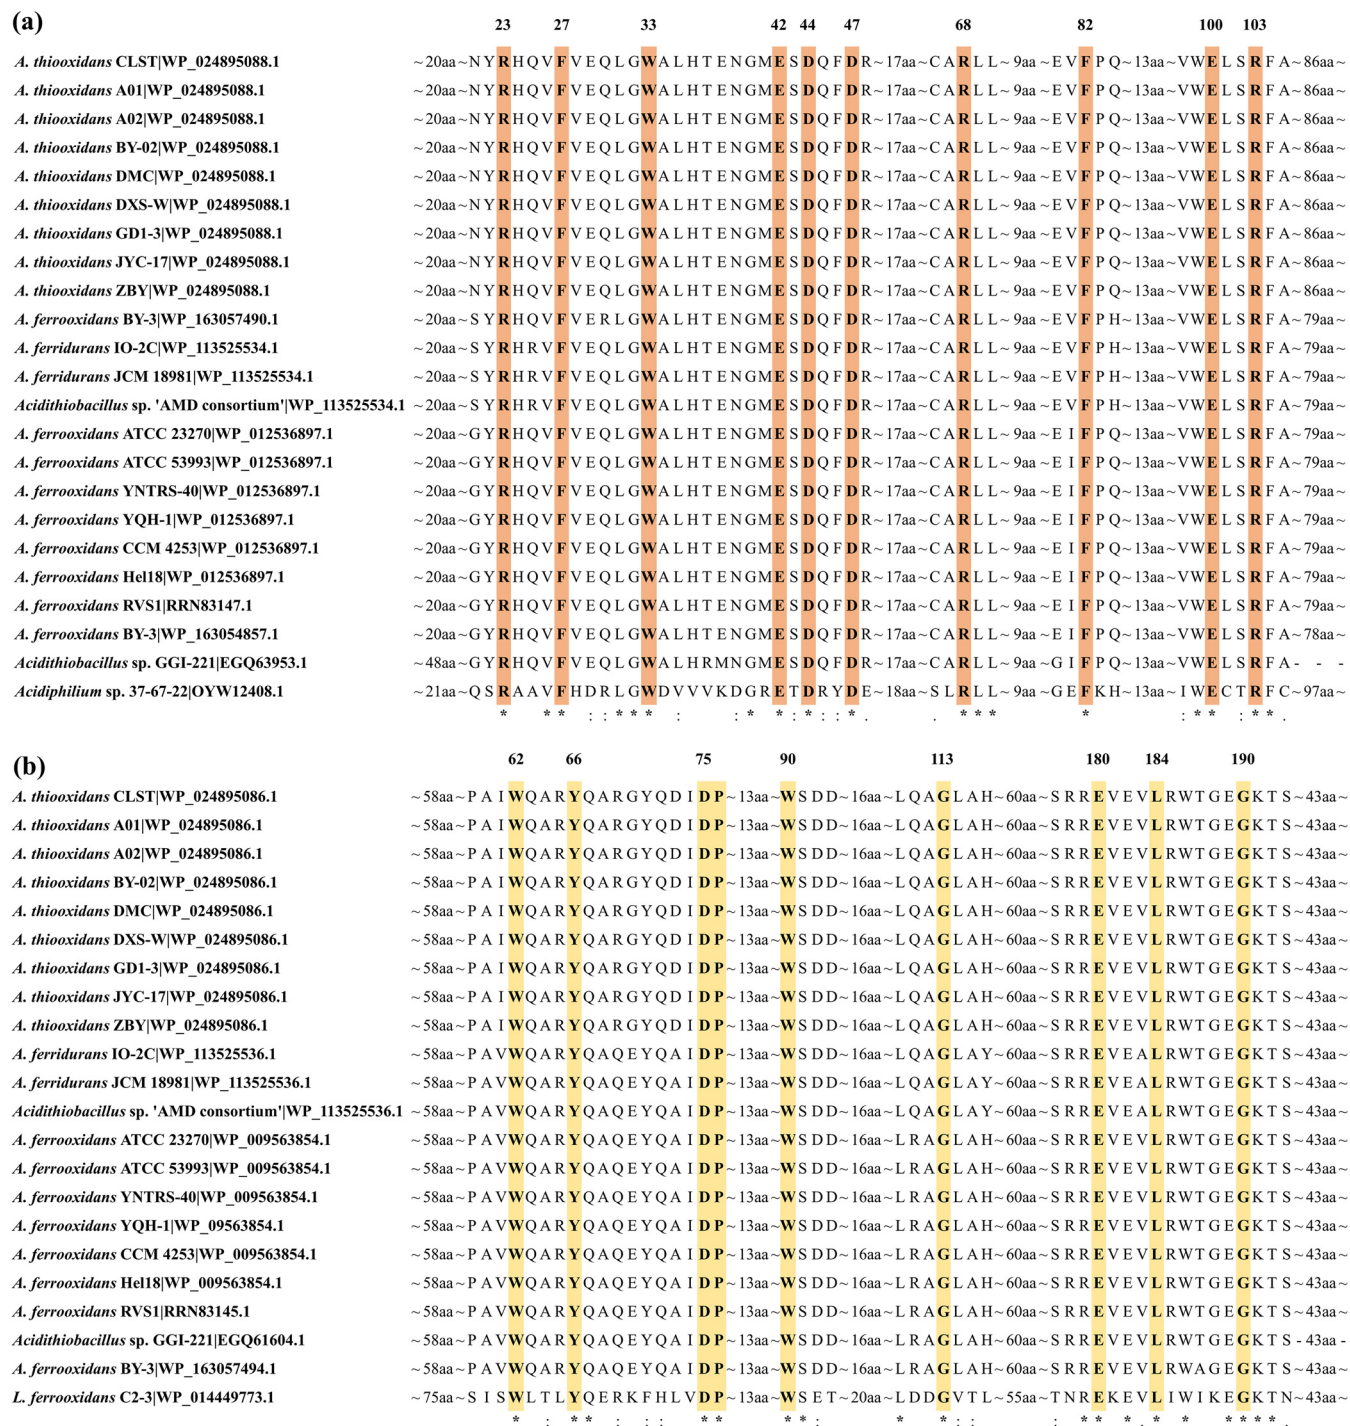 (a) 23 27 33 42 44 47 68 82 100 103
A. thiooxidans CLST|WP_024895088.1 ~20aa~NYRHQVFVEQLGWALHTENGMESDQFDR~17aa~CARLL~9aa~EVFPQ~13aa~VWELSRFA~86aa~
A. thiooxidans A01|WP_024895088.1 ~20aa~NYRHQVFVEQLGWALHTENGMESDQFDR~17aa~CARLL~9aa~EVFPQ~13aa~VWELSRFA~86aa~
A. thiooxidans A02|WP_024895088.1 ~20aa~NYRHQVFVEQLGWALHTENGMESDQFDR~17aa~CARLL~9aa~EVFPQ~13aa~VWELSRFA~86aa~
A. thiooxidans BY-02|WP_024895088.1 ~20aa~NYRHQVFVEQLGWALHTENGMESDQFDR~17aa~CARLL~9aa~EVFPQ~13aa~VWELSRFA~86aa~
A. thiooxidans DMC|WP_024895088.1 ~20aa~NYRHQVFVEQLGWALHTENGMESDQFDR~17aa~CARLL~9aa~EVFPQ~13aa~VWELSRFA~86aa~
A. thiooxidans DXS-W|WP_024895088.1 ~20aa~NYRHQVFVEQLGWALHTENGMESDQFDR~17aa~CARLL~9aa~EVFPQ~13aa~VWELSRFA~86aa~
A. thiooxidans GD1-3|WP_024895088.1 ~20aa~NYRHQVFVEQLGWALHTENGMESDQFDR~17aa~CARLL~9aa~EVFPQ~13aa~VWELSRFA~86aa~
A. thiooxidans JYC-17|WP_024895088.1 ~20aa~NYRHQVFVEQLGWALHTENGMESDQFDR~17aa~CARLL~9aa~EVFPQ~13aa~VWELSRFA~86aa~
A. thiooxidans ZBY|WP_024895088.1 ~20aa~NYRHQVFVEQLGWALHTENGMESDQFDR~17aa~CARLL~9aa~EVFPQ~13aa~VWELSRFA~86aa~
A. ferrooxidans BY-3|WP_163057490.1 ~20aa~SYRHQVFVERLGWALHTENGMESDQFDR~17aa~CARLL~9aa~EVFPH~13aa~VWELSRFA~79aa~
A. ferridurans IO-2C|WP_113525534.1 ~20aa~SYRHRVFVEQLGWALHTENGMESDQFDR~17aa~CARLL~9aa~EVFPH~13aa~VWELSRFA~79aa~
A. ferridurans JCM 18981|WP_113525534.1 ~20aa~SYRHRVFVEQLGWALHTENGMESDQFDR~17aa~CARLL~9aa~EVFPH~13aa~VWELSRFA~79aa~
Acidithiobacillus sp. 'AMD consortium'|WP_113525534.1 ~20aa~SYRHRVFVEQLGWALHTENGMESDQFDR~17aa~CARLL~9aa~EVFPH~13aa~VWELSRFA~79aa~
A. ferrooxidans ATCC 23270|WP_012536897.1 ~20aa~GYRHQVFVEQLGWALHTENGMESDQFDR~17aa~CARLL~9aa~EIFPQ~13aa~VWELSRFA~79aa~
A. ferrooxidans ATCC 53993|WP_012536897.1 ~20aa~GYRHQVFVEQLGWALHTENGMESDQFDR~17aa~CARLL~9aa~EIFPQ~13aa~VWELSRFA~79aa~
A. ferrooxidans YNTRS-40|WP_012536897.1 ~20aa~GYRHQVFVEQLGWALHTENGMESDQFDR~17aa~CARLL~9aa~EIFPQ~13aa~VWELSRFA~79aa~
A. ferrooxidans YQH-1|WP_012536897.1 ~20aa~GYRHQVFVEQLGWALHTENGMESDQFDR~17aa~CARLL~9aa~EIFPQ~13aa~VWELSRFA~79aa~
A. ferrooxidans CCM 4253|WP_012536897.1 ~20aa~GYRHQVFVEQLGWALHTENGMESDQFDR~17aa~CARLL~9aa~EIFPQ~13aa~VWELSRFA~79aa~
A. ferrooxidans Hel18|WP_012536897.1 ~20aa~GYRHQVFVEQLGWALHTENGMESDQFDR~17aa~CARLL~9aa~EIFPQ~13aa~VWELSRFA~79aa~
A. ferrooxidans RVS1|RRN83147.1 ~20aa~GYRHQVFVEQLGWALHTENGMESDQFDR~17aa~CARLL~9aa~EIFPQ~13aa~VWELSRFA~79aa~
A. ferrooxidans BY-3|WP_163054857.1 ~20aa~GYRHQVFVEQLGWALHTENGMESDQFDR~17aa~CARLL~9aa~EIFPQ~13aa~VWELSRFA~78aa~
Acidithiobacillus sp. GGI-221|EGQ63953.1 ~48aa~GYRHQVFVEQLGWALHRMNGMESDQFDR~17aa~CARLL~9aa~GIFPQ~13aa~VWELSRFA- - -
Acidiphilium sp. 37-67-22|OYW12408.1 ~21aa~QSRAAVFHDRLGWDVVVKDGRETDRYDE~18aa~SLRLL~9aa~GEFKH~13aa~IWECTRFC~97aa~
* ** :: *** : :* *:*..*. .*** * :** :**.
(b) 62 66 75 90 113 180 184 190
A. thiooxidans CLST|WP_024895086.1 ~58aa~PAIWQARYQARGYQDIDP~13aa~WSDD~16aa~LQAGLAH~60aa~SRREVEVLRWTGEGKTS~43aa~
A. thiooxidans A01|WP_024895086.1 ~58aa~PAIWQARYQARGYQDIDP~13aa~WSDD~16aa~LQAGLAH~60aa~SRREVEVLRWTGEGKTS~43aa~
A. thiooxidans A02|WP_024895086.1 ~58aa~PAIWQARYQARGYQDIDP~13aa~WSDD~16aa~LQAGLAH~60aa~SRREVEVLRWTGEGKTS~43aa~
A. thiooxidans BY-02|WP_024895086.1 ~58aa~PAIWQARYQARGYQDIDP~13aa~WSDD~16aa~LQAGLAH~60aa~SRREVEVLRWTGEGKTS~43aa~
A. thiooxidans DMC|WP_024895086.1 ~58aa~PAIWQARYQARGYQDIDP~13aa~WSDD~16aa~LQAGLAH~60aa~SRREVEVLRWTGEGKTS~43aa~
A. thiooxidans DXS-W|WP_024895086.1 ~58aa~PAIWQARYQARGYQDIDP~13aa~WSDD~16aa~LQAGLAH~60aa~SRREVEVLRWTGEGKTS~43aa~
A. thiooxidans GD1-3|WP_024895086.1 ~58aa~PAIWQARYQARGYQDIDP~13aa~WSDD~16aa~LQAGLAH~60aa~SRREVEVLRWTGEGKTS~43aa~
A. thiooxidans JYC-17|WP_024895086.1 ~58aa~PAIWQARYQARGYQDIDP~13aa~WSDD~16aa~LQAGLAH~60aa~SRREVEVLRWTGEGKTS~43aa~
A. thiooxidans ZBY|WP_024895086.1 ~58aa~PAIWQARYQARGYQDIDP~13aa~WSDD~16aa~LQAGLAH~60aa~SRREVEVLRWTGEGKTS~43aa~
A. ferridurans IO-2C|WP_113525536.1 ~58aa~PAVWQARYQAQEYQAIDP~13aa~WSDD~16aa~LQAGLAY~60aa~SRREVEALRWTGEGKTS~43aa~
A. ferridurans JCM 18981|WP_113525536.1 ~58aa~PAVWQARYQAQEYQAIDP~13aa~WSDD~16aa~LQAGLAY~60aa~SRREVEALRWTGEGKTS~43aa~
Acidithiobacillus sp. 'AMD consortium'|WP_113525536.1 ~58aa~PAVWQARYQAQEYQAIDP~13aa~WSDD~16aa~LQAGLAY~60aa~SRREVEALRWTGEGKTS~43aa~
A. ferrooxidans ATCC 23270|WP_009563854.1 ~58aa~PAVWQARYQAQEYQAIDP~13aa~WSDD~16aa~LRAGLAH~60aa~SRREVEVLRWTGEGKTS~43aa~
A. ferrooxidans ATCC 53993|WP_009563854.1 ~58aa~PAVWQARYQAQEYQAIDP~13aa~WSDD~16aa~LRAGLAH~60aa~SRREVEVLRWTGEGKTS~43aa~
A. ferrooxidans YNTRS-40|WP_009563854.1 ~58aa~PAVWQARYQAQEYQAIDP~13aa~WSDD~16aa~LRAGLAH~60aa~SRREVEVLRWTGEGKTS~43aa~
A. ferrooxidans YQH-1|WP_09563854.1 ~58aa~PAVWQARYQAQEYQAIDP~13aa~WSDD~16aa~LRAGLAH~60aa~SRREVEVLRWTGEGKTS~43aa~
A. ferrooxidans CCM 4253|WP_009563854.1 ~58aa~PAVWQARYQAQEYQAIDP~13aa~WSDD~16aa~LRAGLAH~60aa~SRREVEVLRWTGEGKTS~43aa~
A. ferrooxidans Hel18|WP_009563854.1 ~58aa~PAVWQARYQAQEYQAIDP~13aa~WSDD~16aa~LRAGLAH~60aa~SRREVEVLRWTGEGKTS~43aa~
A. ferrooxidans RVS1|RRN83145.1 ~58aa~PAVWQARYQAQEYQAIDP~13aa~WSDD~16aa~LRAGLAH~60aa~SRREVEVLRWTGEGKTS~43aa~
Acidithiobacillus sp. GGI-221|EGQ61604.1 ~58aa~PAVWQARYQAQEYQAIDP~13aa~WSDD~16aa~LRAGLAH~60aa~SRREVEVLRWTGEGKTS-43aa-
A. ferrooxidans BY-3|WP_163057494.1 ~58aa~PAVWQARYQAQEYQAIDP~13aa~WSDD~16aa~LRAGLAH~60aa~SRREVEVLRWAGEGKTS~43aa~
L. ferrooxidans C2-3|WP_014449773.1 ~75aa~SISWLTLYQERKFHLVDP~13aa~WSET~20aa~LDDGVTL~55aa~TNREKEVLIWIKEGKTN~43aa~
* : ** : :: ** **: * *: :** *: * * ****.